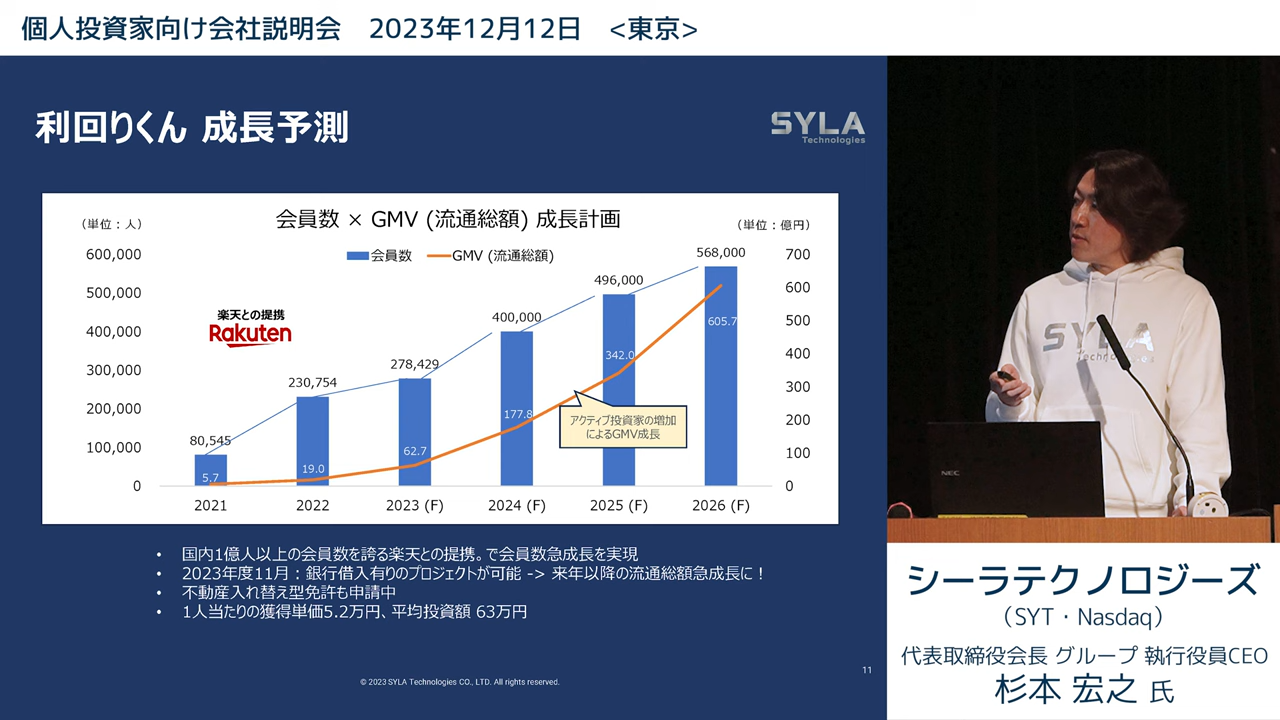 個人投資家向け会社説明会　2023年12月12日　<東京>
利回りくん 成長予測
SYLA
Technologies
（単位：人）
会員数 × GMV (流通総額) 成長計画
（単位：億円）
会員数
GMV (流通総額)
600,000
500,000
400,000
300,000
200,000
100,000
0
700
600
500
400
300
200
100
0
楽天との提携
Rakuten
80,545
230,754
278,429
400,000
496,000
568,000
5.7
19.0
62.7
177.8
342.0
605.7
アクティブ投資家の増加
によるGMV成長
2021
2022
2023 (F)
2024 (F)
2025 (F)
2026 (F)
• 国内1億人以上の会員数を誇る楽天との提携。で会員数急成長を実現
• 2023年度11月：銀行借入有りのプロジェクトが可能 -> 来年以降の流通総額急成長に！
• 不動産入れ替え型免許も申請中
• 1人当たりの獲得単価5.2万円、平均投資額 63万円
11
© 2023 SYLA Technologies CO., LTD. All rights reserved.
SYLA
Technologies
NEC
シーラテクノロジーズ
（SYT・Nasdaq）
代表取締役会長 グループ 執行役員CEO
杉本 宏之 氏